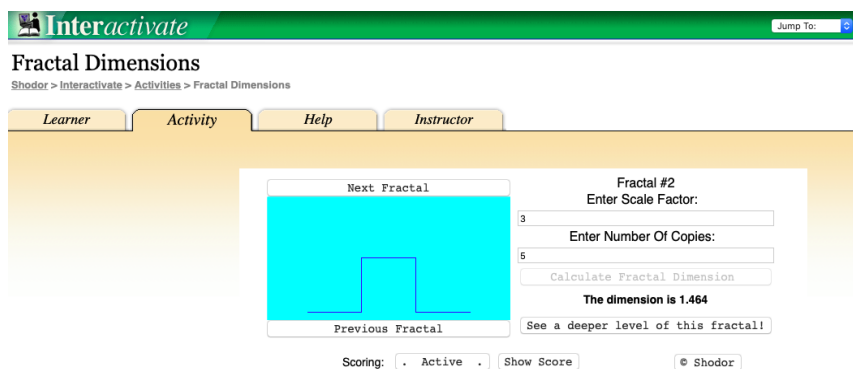 Interactivate
Jump To:
Fractal Dimensions
Shodor > Interactivate > Activities > Fractal Dimensions
Learner Activity Help Instructor
Next Fractal
Previous Fractal
Fractal #2
Enter Scale Factor:
3
Enter Number Of Copies:
5
Calculate Fractal Dimension
The dimension is 1.464
See a deeper level of this fractal!
Scoring: . Active . Show Score © Shodor